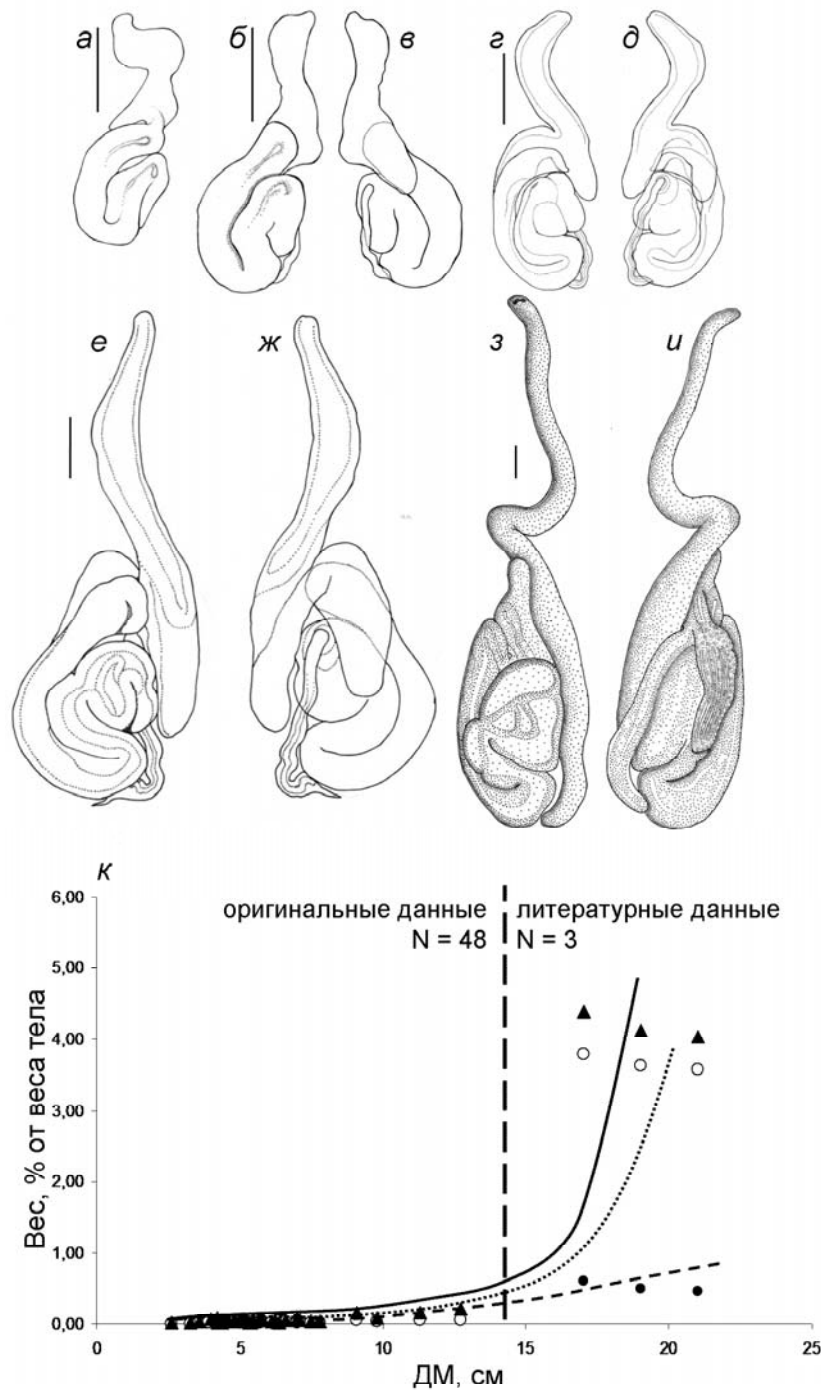 а б в г д
е ж з и
к
6,00
оригинальные данные литературные данные
N = 48 N = 3
5,00
4,00
3,00
2,00
1,00
0,00
Вес, % от веса тела
0 5 10 15 20 25
ДМ, см